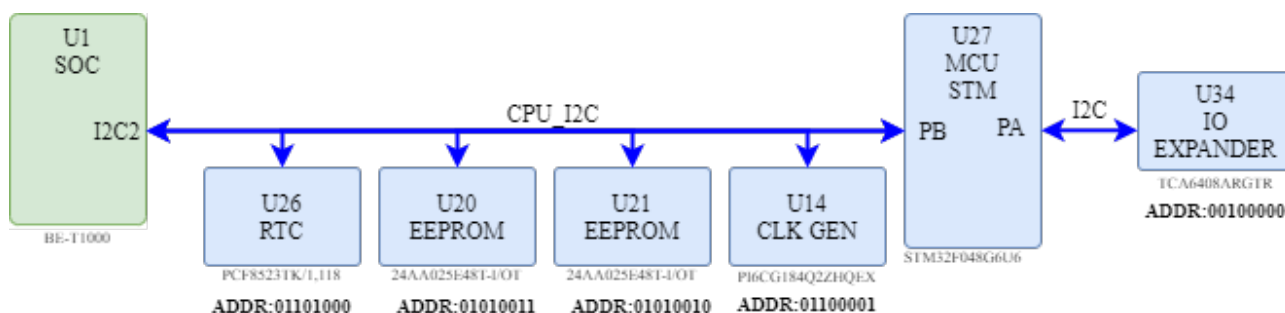 U1
SOC
I2C2
BE-T1000
CPU_I2C
U26
RTC
PCF8523TK/1,118
ADDR:01101000
U20
EEPROM
24AA025E48T-I/OT
ADDR:01010011
U21
EEPROM
24AA025E48T-I/OT
ADDR:01010010
U14
CLK GEN
PI6CG184Q2ZHQEX
ADDR:01100001
U27
MCU
STM
PB
PA
STM32F048G6U6
I2C
U34
IO
EXPANDER
TCA6408ARGTR
ADDR:00100000